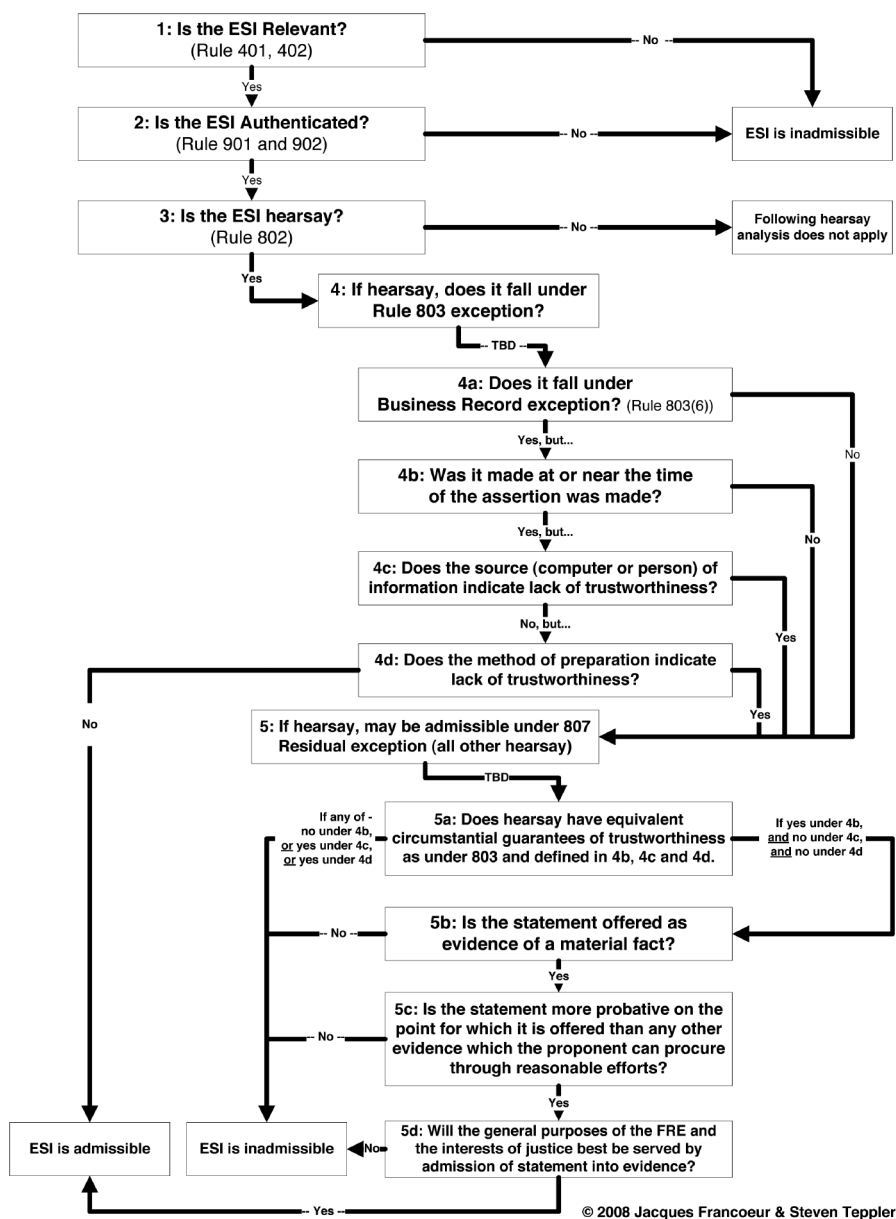 1: Is the ESI Relevant?
(Rule 401, 402)
-- No --
Yes
2: Is the ESI Authenticated?
(Rule 901 and 902)
-- No --
ESI is inadmissible
Yes
3: Is the ESI hearsay?
(Rule 802)
-- No --
Following hearsay
analysis does not apply
Yes
4: If hearsay, does it fall under
Rule 803 exception?
-- TBD --
4a: Does it fall under
Business Record exception? (Rule 803(6))
No
Yes, but...
4b: Was it made at or near the time
of the assertion was made?
No
Yes, but...
4c: Does the source (computer or person) of
information indicate lack of trustworthiness?
Yes
No, but...
4d: Does the method of preparation indicate
lack of trustworthiness?
Yes
No
5: If hearsay, may be admissible under 807
Residual exception (all other hearsay)
TBD
If any of -
no under 4b,
or yes under 4c,
or yes under 4d
5a: Does hearsay have equivalent
circumstantial guarantees of trustworthiness
as under 803 and defined in 4b, 4c and 4d.
If yes under 4b,
and no under 4c,
and no under 4d
5b: Is the statement offered as
evidence of a material fact?
-- No --
Yes
5c: Is the statement more probative on the
point for which it is offered than any other
evidence which the proponent can procure
through reasonable efforts?
-- No --
Yes
ESI is admissible
ESI is inadmissible
No
5d: Will the general purposes of the FRE and
the interests of justice best be served by
admission of statement into evidence?
-- Yes --
© 2008 Jacques Francoeur & Steven Teppler